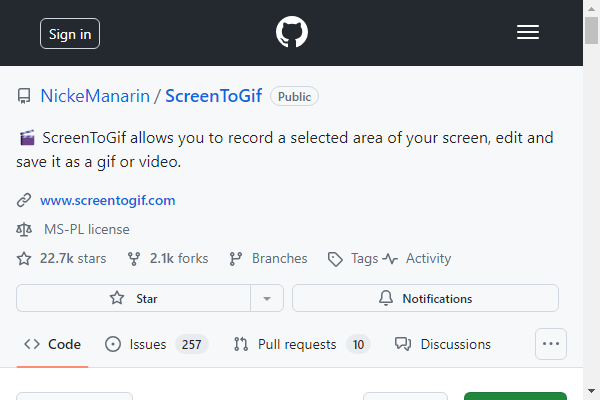 Sign in
NickeManarin / ScreenToGif Public
🎬 ScreenToGif allows you to record a selected area of your screen, edit and
save it as a gif or video.
www.screentogif.com
MS-PL license
22.7k stars 2.1k forks Branches Tags Activity
Star Notifications
Code Issues 257 Pull requests 10 Discussions